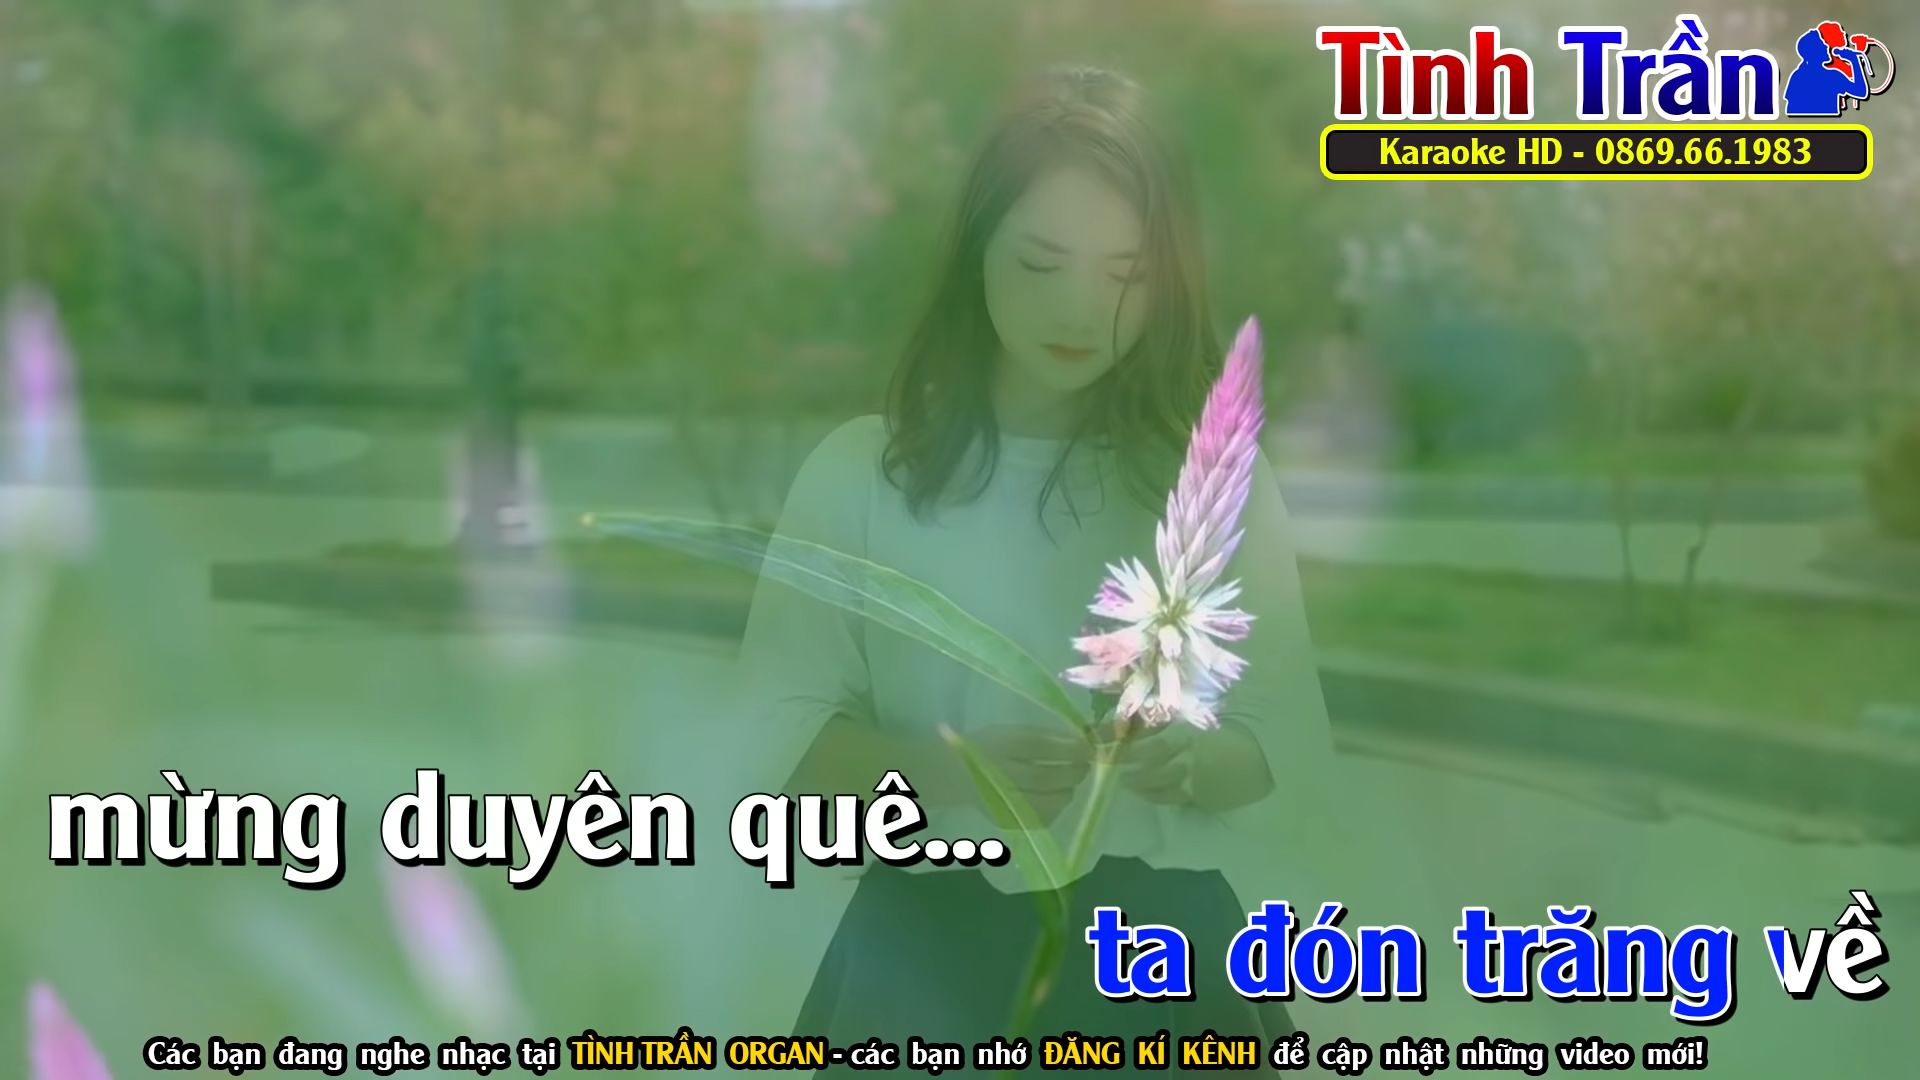 Tình Trần
Karaoke HD - 0869.66.1983
mừng duyên quê...
ta đón trăng về
Các bạn đang nghe nhạc tại TÌNH TRẦN ORGAN - các bạn nhớ ĐĂNG KÍ KÊNH để cập nhật những video mới!